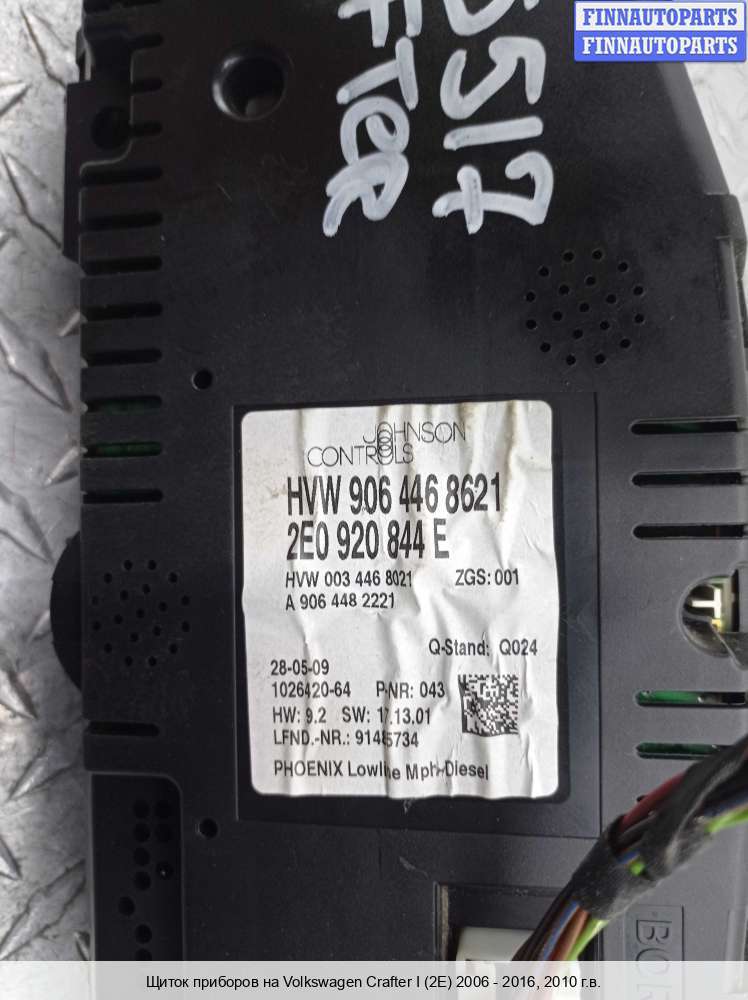 FINNAUTOPARTS
FINNAUTOPARTS
5517
JOHNSON
CONTROLS
HVW 906 446 8621
2E0 920 844 E
HVW 003 446 8021 ZGS: 001
A 906 448 2221
Q-Stand: Q024
28-05-09
1026420-64 P-NR: 043
HW: 9.2 SW: 17.13.01
LFND.-NR.: 91485734
PHOENIX Lowline Mph-Diesel
Щиток приборов на Volkswagen Crafter I (2E) 2006 - 2016, 2010 г.в.